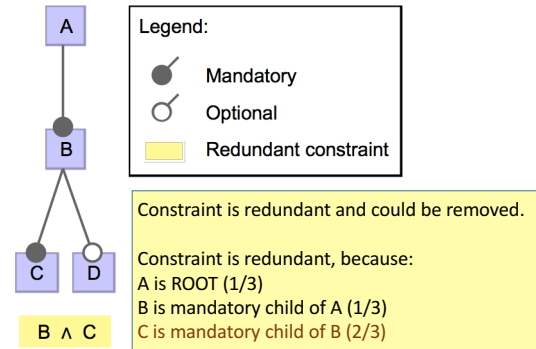 A
Legend:
Mandatory
Optional
Redundant constraint
B
C
D
B ∧ C
Constraint is redundant and could be removed.
Constraint is redundant, because:
A is ROOT (1/3)
B is mandatory child of A (1/3)
C is mandatory child of B (2/3)